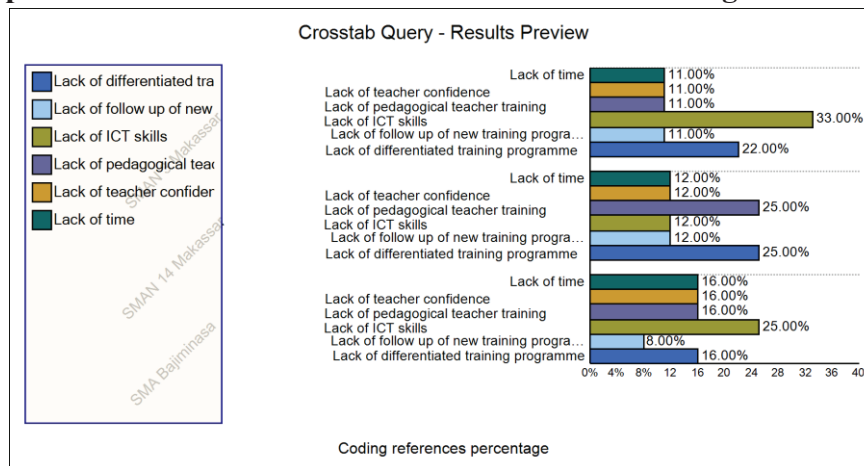 Crosstab Query - Results Preview
Lack of differentiated tra
Lack of follow up of new
Lack of ICT skills
Lack of pedagogical teac
Lack of teacher confider
Lack of time
Makassar
SMAN 14 Makassar
SMA Bajiminasa
Lack of time 11.00%
Lack of teacher confidence 11.00%
Lack of pedagogical teacher training 11.00%
Lack of ICT skills 33.00%
Lack of follow up of new training progra... 11.00%
Lack of differentiated training programme 22.00%
Lack of time 12.00%
Lack of teacher confidence 12.00%
Lack of pedagogical teacher training 25.00%
Lack of ICT skills 12.00%
Lack of follow up of new training progra... 12.00%
Lack of differentiated training programme 25.00%
Lack of time 16.00%
Lack of teacher confidence 16.00%
Lack of pedagogical teacher training 16.00%
Lack of ICT skills 25.00%
Lack of follow up of new training progra... 8.00%
Lack of differentiated training programme 16.00%
0% 4% 8% 12 16 20 24 28 32 36 40
Coding references percentage